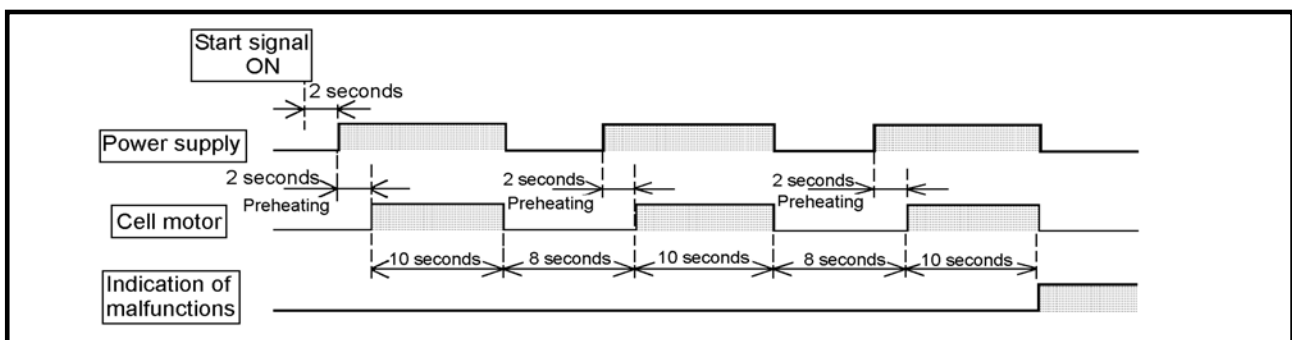 Start signal
ON
2 seconds
Power supply
2 seconds
Preheating
2 seconds
Preheating
2 seconds
Preheating
Cell motor
10 seconds
8 seconds
10 seconds
8 seconds
10 seconds
Indication of
malfunctions